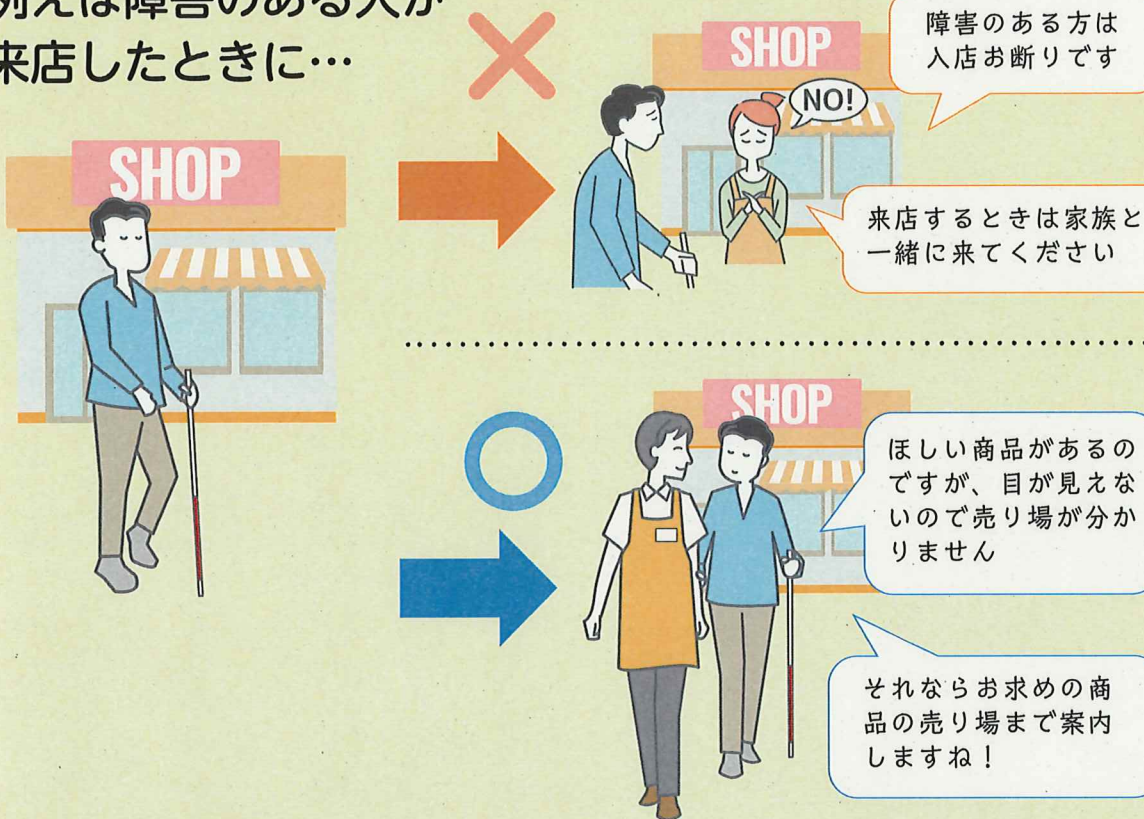 例えば障害のある人が
来店したときに…
SHOP
SHOP
NO!
障害のある方は
入店お断りです
来店するときは家族と
一緒に来てください
SHOP
ほしい商品があるの
ですが、目が見えな
いので売り場が分か
りません
それならお求めの商
品の売り場まで案内
しますね！